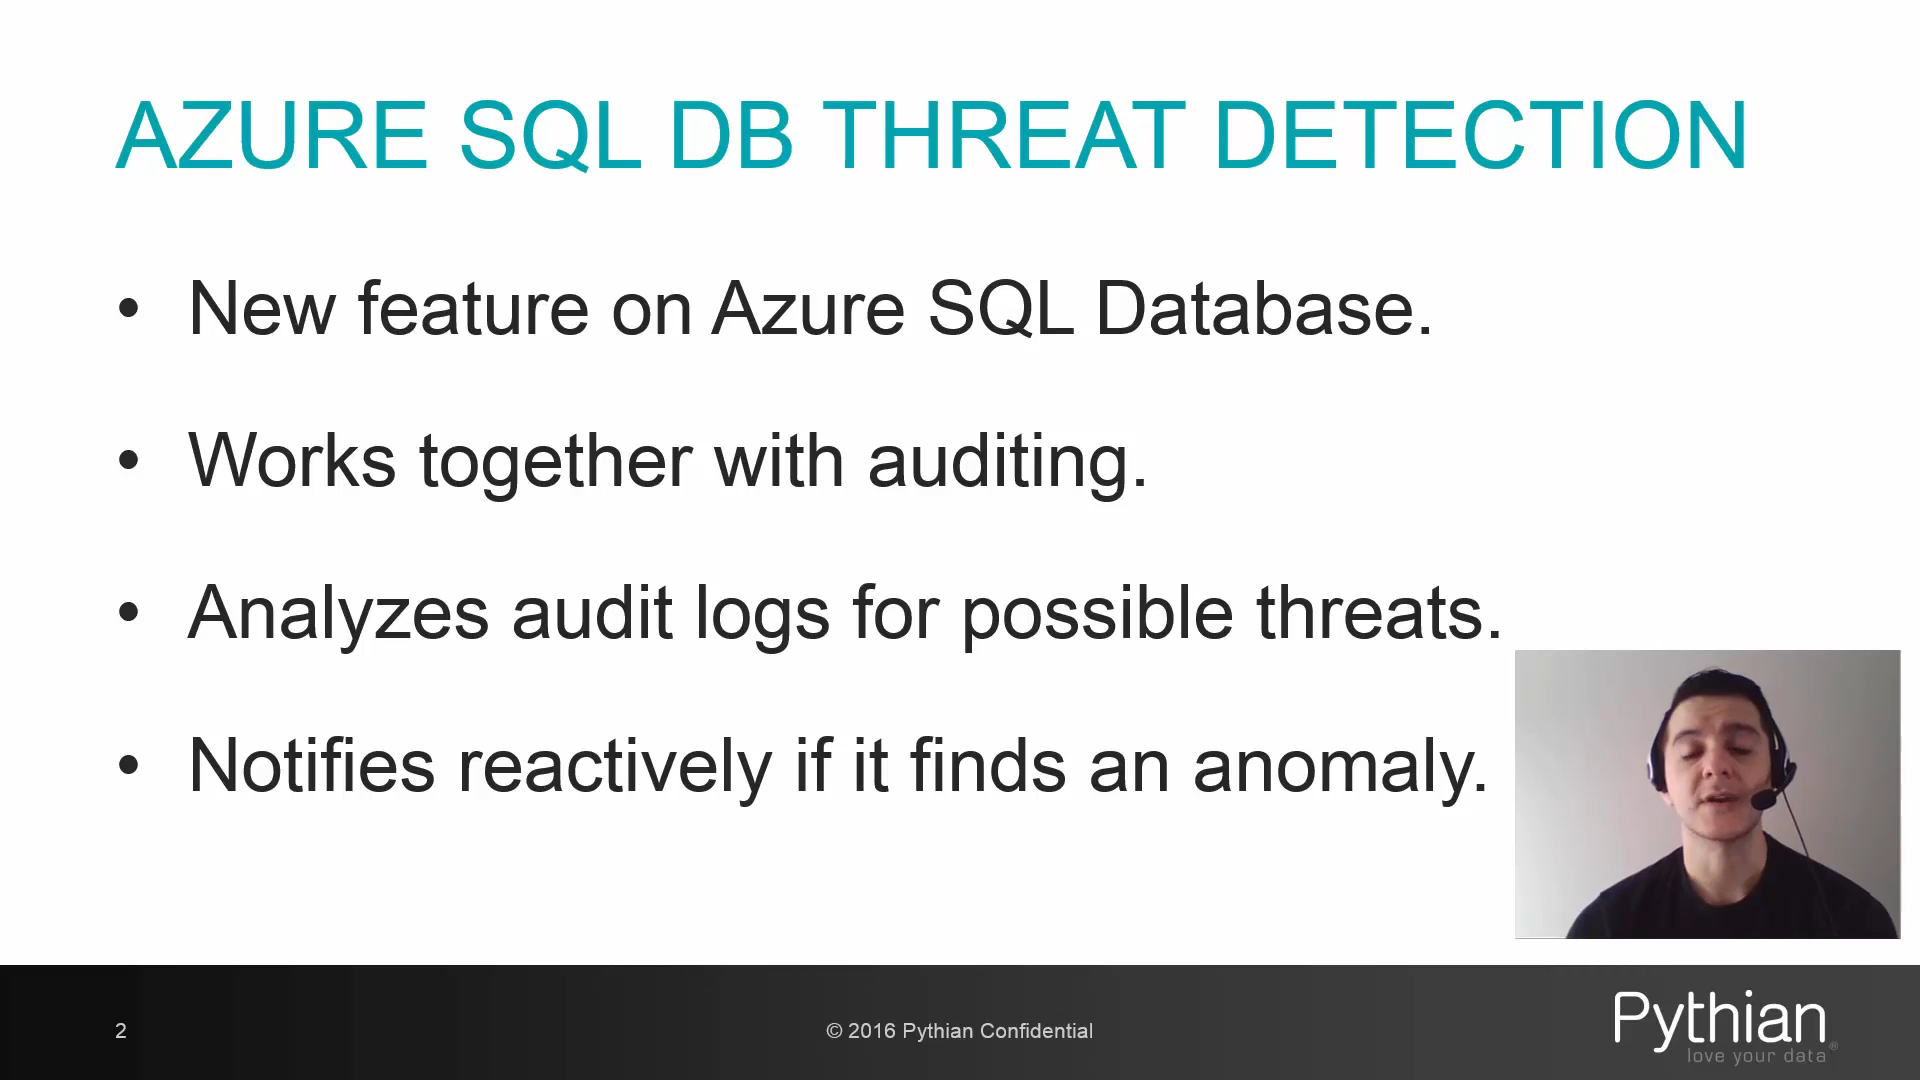 AZURE SQL DB THREAT DETECTION
• New feature on Azure SQL Database.
• Works together with auditing.
• Analyzes audit logs for possible threats.
• Notifies reactively if it finds an anomaly.
2
© 2016 Pythian Confidential
Pythian
love your data®